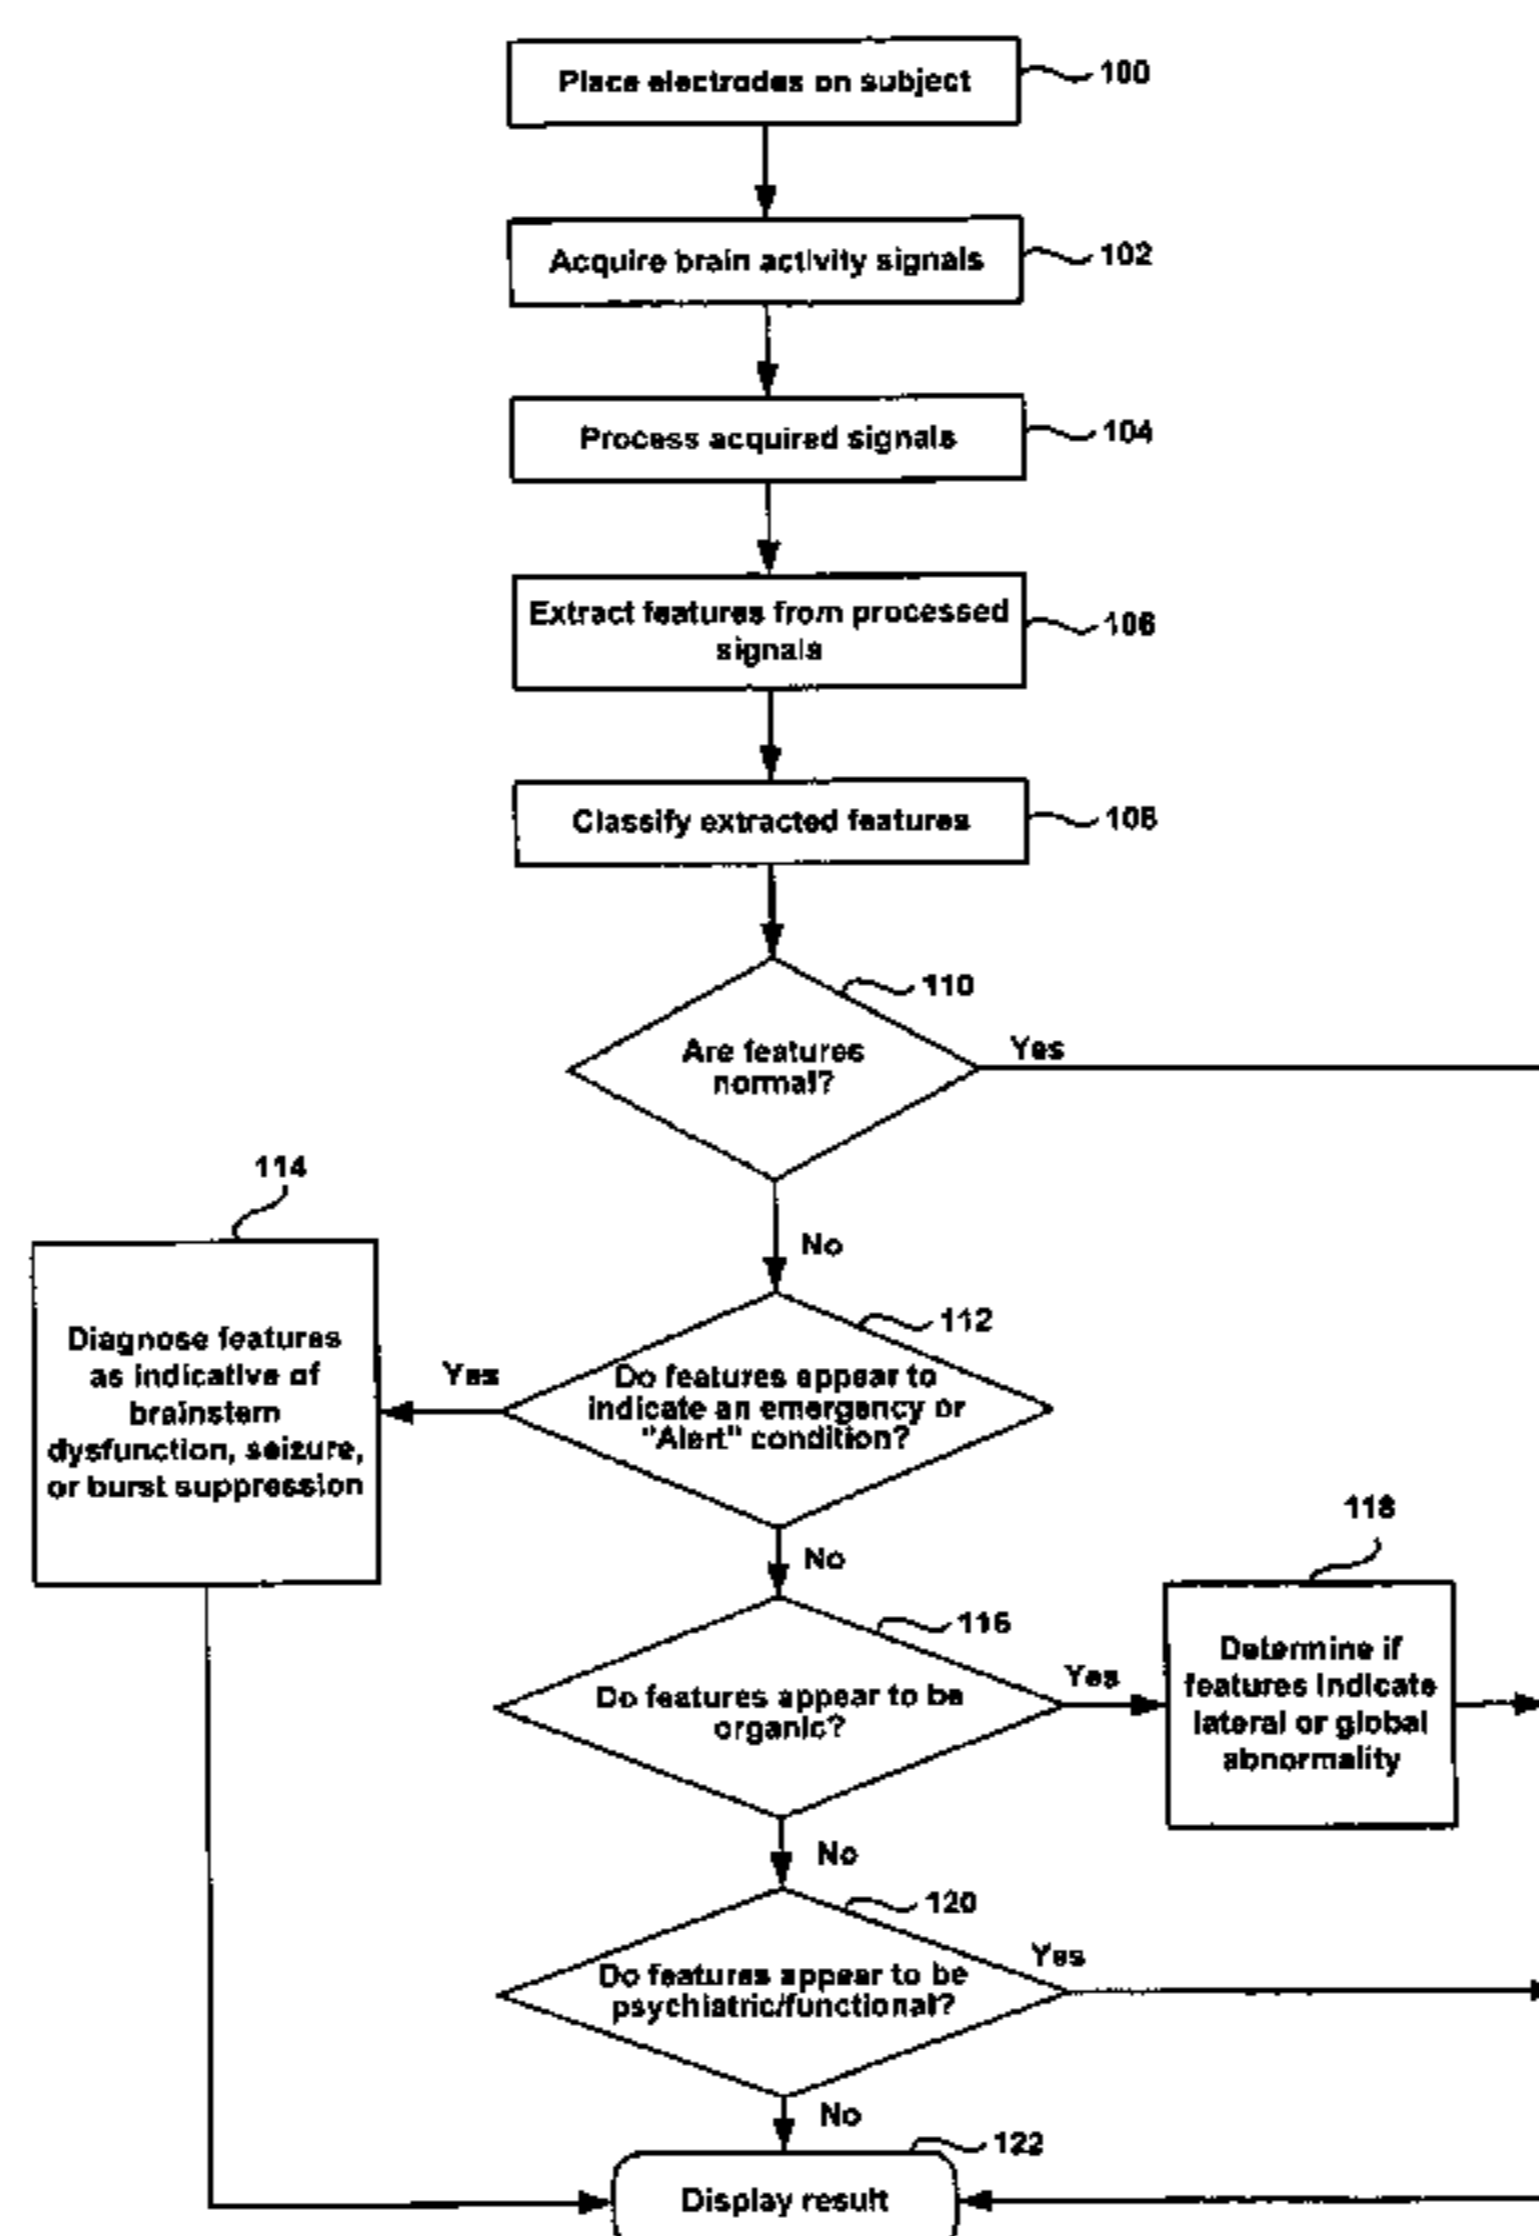 Place electrodes on subject
100
Acquire brain activity signals
102
Process acquired signals
104
Extract features from processed
signals
106
Classify extracted features
108
110
Are features
normal?
Yes
No
114
Diagnose features
as indicative of
brainstem
dysfunction, seizure,
or burst suppression
Yes
112
Do features appear to
indicate an emergency or
"Alert" condition?
No
116
Do features appear to be
organic?
Yes
118
Determine if
features indicate
lateral or global
abnormality
No
120
Do features appear to be
psychiatric/functional?
Yes
No
122
Display result